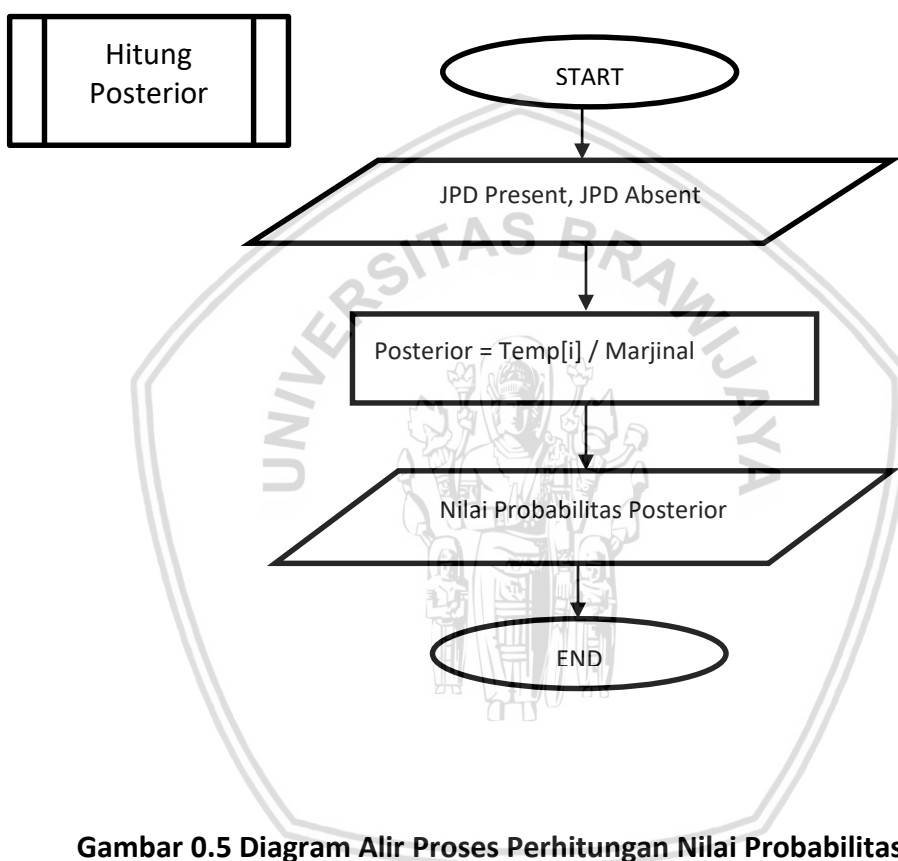 Hitung
Posterior
START
JPD Present, JPD Absent
UNIVERSITAS BRAWIJAYA
Posterior = Temp[i] / Marjinal
Nilai Probabilitas Posterior
END
Gambar 0.5 Diagram Alir Proses Perhitungan Nilai Probabilitas